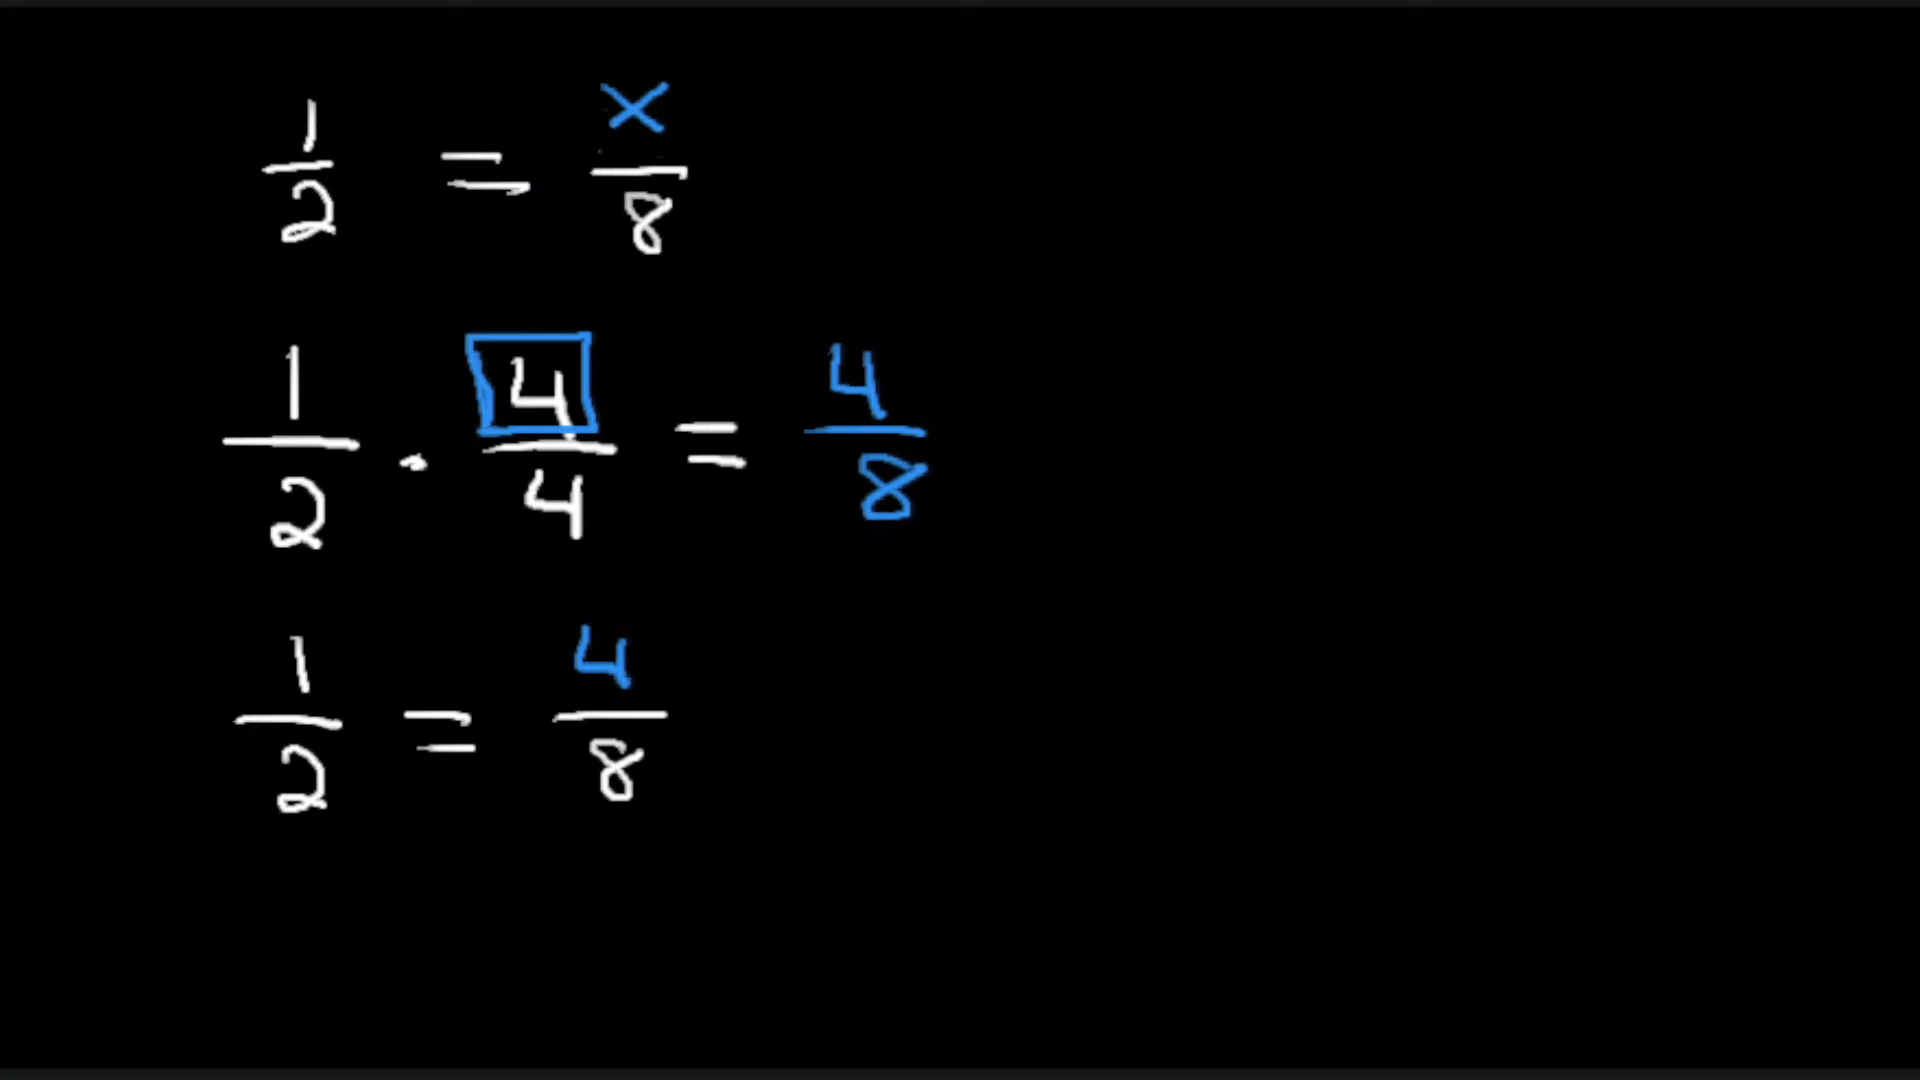 1/2 = x/8
1/2 · 4/4 = 4/8
1/2 = 4/8